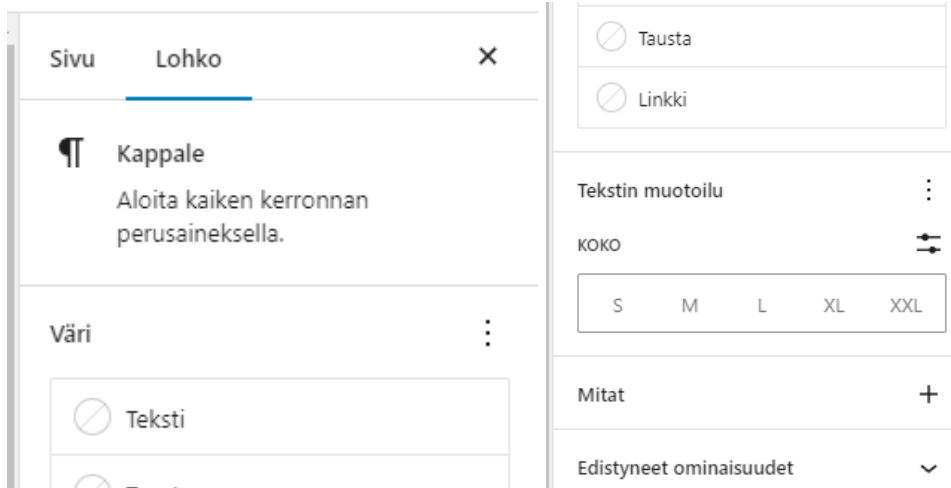 Sivu Lohko
Kappale
Aloita kaiken kerronnan
perusaineksella.
Väri
Teksti
Tausta
Linkki
Tekstin muotoilu
KOKO
S M L XL XXL
Mitat
Edistyneet ominaisuudet